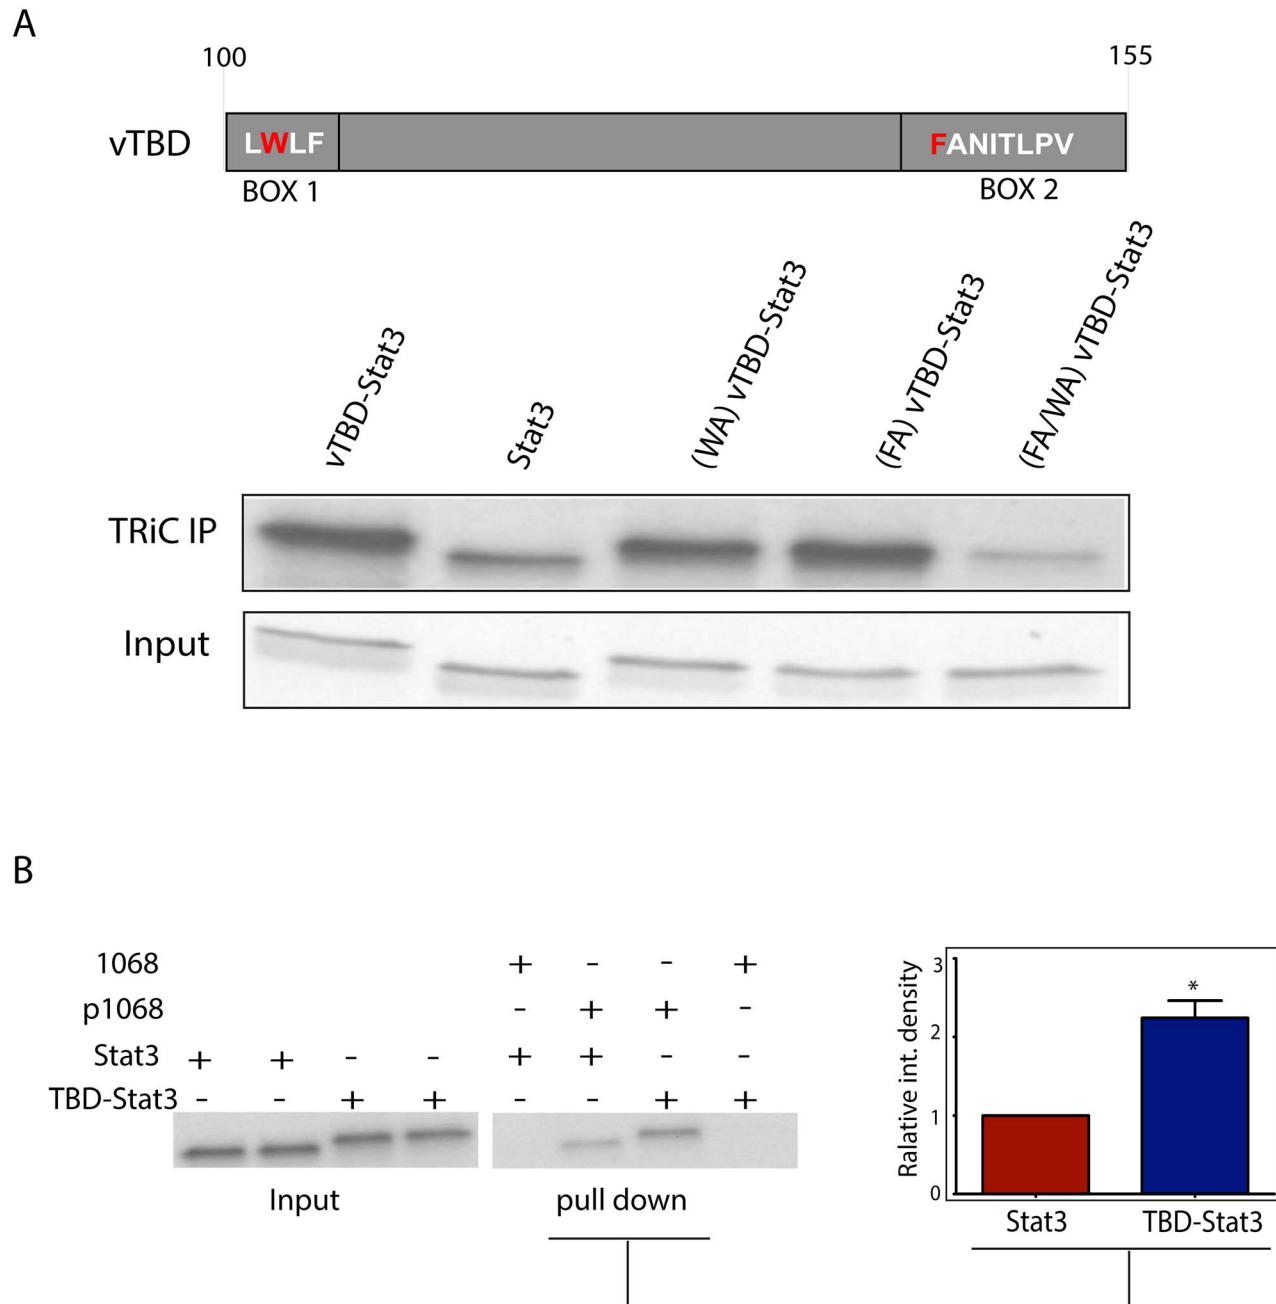 A
100 155
vTBD LWLF FANITLPV
BOX 1 BOX 2
vTBD-Stat3 Stat3 (WA) vTBD-Stat3 (FA) vTBD-Stat3 (FA/WA) vTBD-Stat3
TRiC IP
Input
B
1068 + - - +
p1068 - + + -
Stat3 + + - - + + - -
TBD-Stat3 - - + + - - + +
Input pull down
Ralative int. density
3
2
1
0
*
Stat3 TBD-Stat3